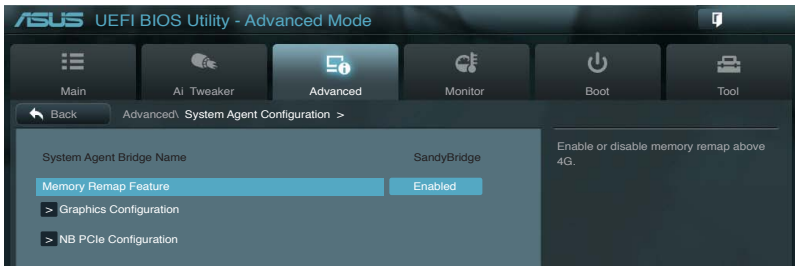 ASUS UEFI BIOS Utility - Advanced Mode
Main Ai Tweaker Advanced Monitor Boot Tool
Back Advanced\ System Agent Configuration >
System Agent Bridge Name SandyBridge
Memory Remap Feature Enabled
> Graphics Configuration
> NB PCIe Configuration
Enable or disable memory remap above
4G.